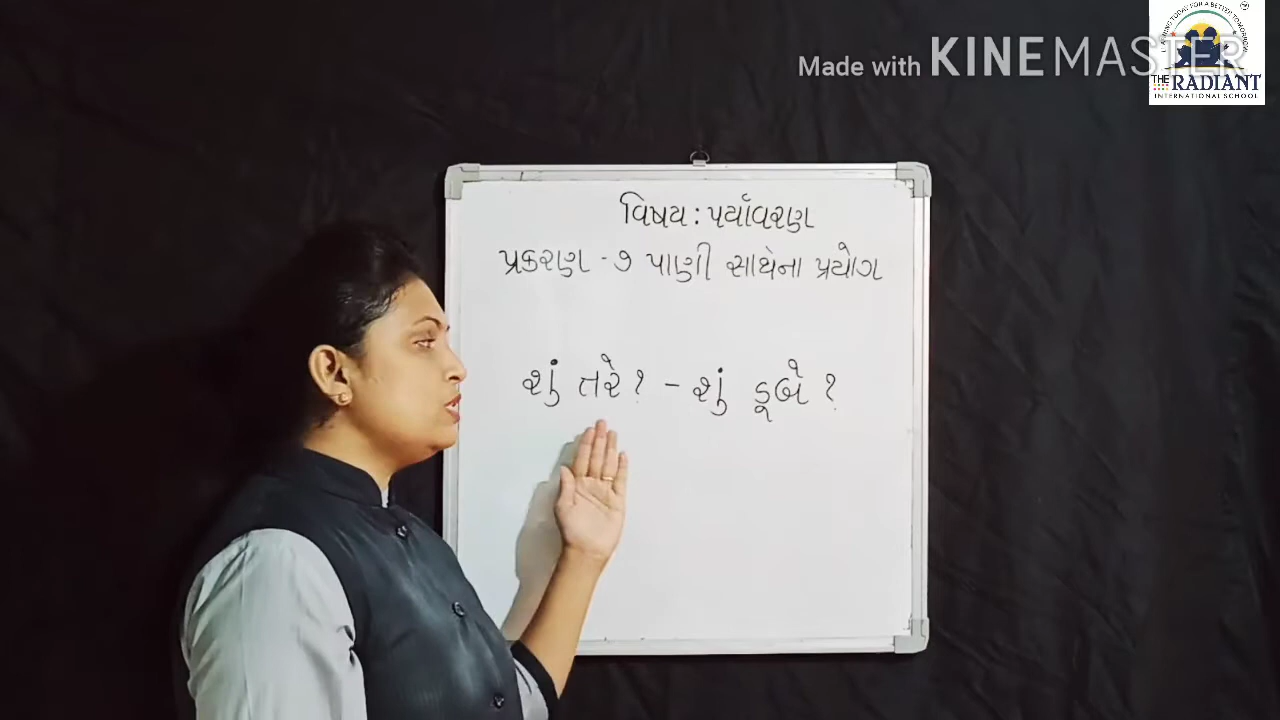 Made with KINEMASTER
THE RADIANT
INTERNATIONAL SCHOOL
વિષય : પર્યાવરણ
પ્રકરણ - ૭ પાણી સાથેના પ્રયોગ
શું તરે ? - શું ડૂબે ?